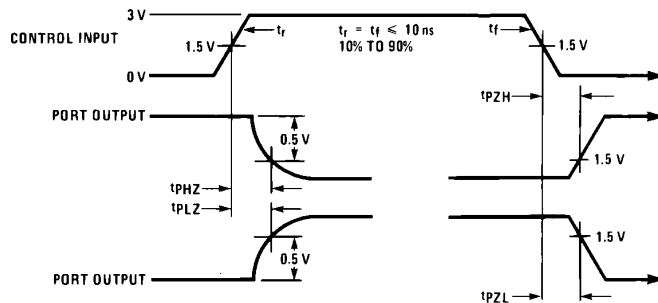 3 V
CONTROL INPUT
1.5 V
0 V
tr
tr = tf ≤ 10 ns
10% TO 90%
tf
1.5 V
tPZH
PORT OUTPUT
0.5 V
1.5 V
tPHZ
tPLZ
0.5 V
1.5 V
PORT OUTPUT
tPZL